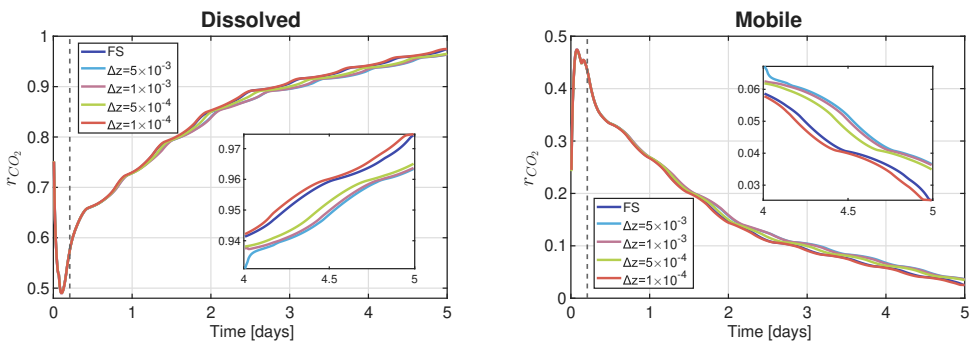 Dissolved
r_{CO_2}
1
0.9
0.8
0.7
0.6
0.5
FS
Δz=5×10^{-3}
Δz=1×10^{-3}
Δz=5×10^{-4}
Δz=1×10^{-4}
0.97
0.96
0.95
0.94
4
4.5
5
0
1
2
3
4
5
Time [days]
Mobile
r_{CO_2}
0.5
0.4
0.3
0.2
0.1
0
0.06
0.05
0.04
0.03
4
4.5
5
FS
Δz=5×10^{-3}
Δz=1×10^{-3}
Δz=5×10^{-4}
Δz=1×10^{-4}
0
1
2
3
4
5
Time [days]